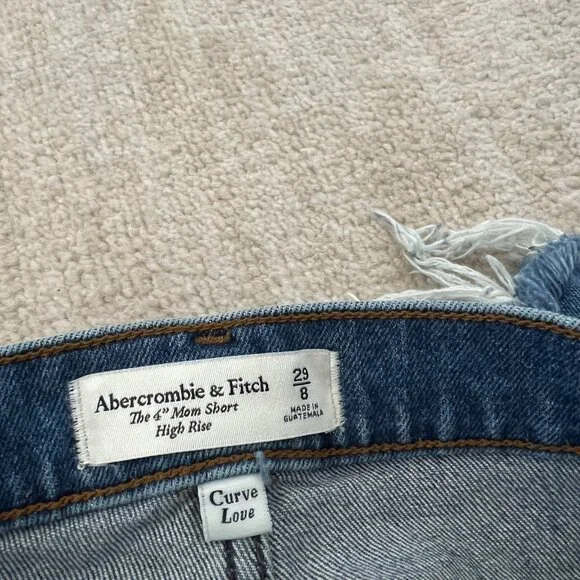 Abercrombie & Fitch
The 4" Mom Short
High Rise
29
8
MADE IN
GUATEMALA
Curve
Love